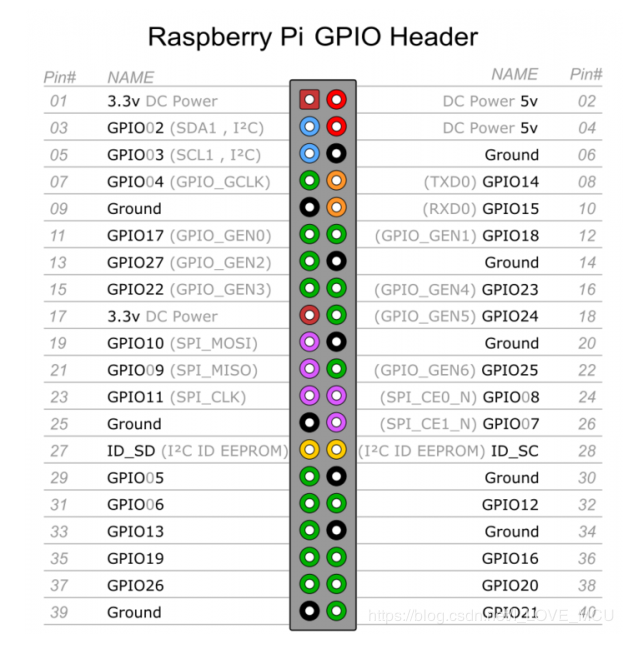 Raspberry Pi GPIO Header
Pin# NAME NAME Pin#
01 3.3v DC Power DC Power 5v 02
03 GPIO02 (SDA1 , I²C) DC Power 5v 04
05 GPIO03 (SCL1 , I²C) Ground 06
07 GPIO04 (GPIO_GCLK) (TXD0) GPIO14 08
09 Ground (RXD0) GPIO15 10
11 GPIO17 (GPIO_GEN0) (GPIO_GEN1) GPIO18 12
13 GPIO27 (GPIO_GEN2) Ground 14
15 GPIO22 (GPIO_GEN3) (GPIO_GEN4) GPIO23 16
17 3.3v DC Power (GPIO_GEN5) GPIO24 18
19 GPIO10 (SPI_MOSI) Ground 20
21 GPIO09 (SPI_MISO) (GPIO_GEN6) GPIO25 22
23 GPIO11 (SPI_CLK) (SPI_CE0_N) GPIO08 24
25 Ground (SPI_CE1_N) GPIO07 26
27 ID_SD (I²C ID EEPROM) (I²C ID EEPROM) ID_SC 28
29 GPIO05 Ground 30
31 GPIO06 GPIO12 32
33 GPIO13 Ground 34
35 GPIO19 GPIO16 36
37 GPIO26 GPIO20 38
39 Ground GPIO21 40